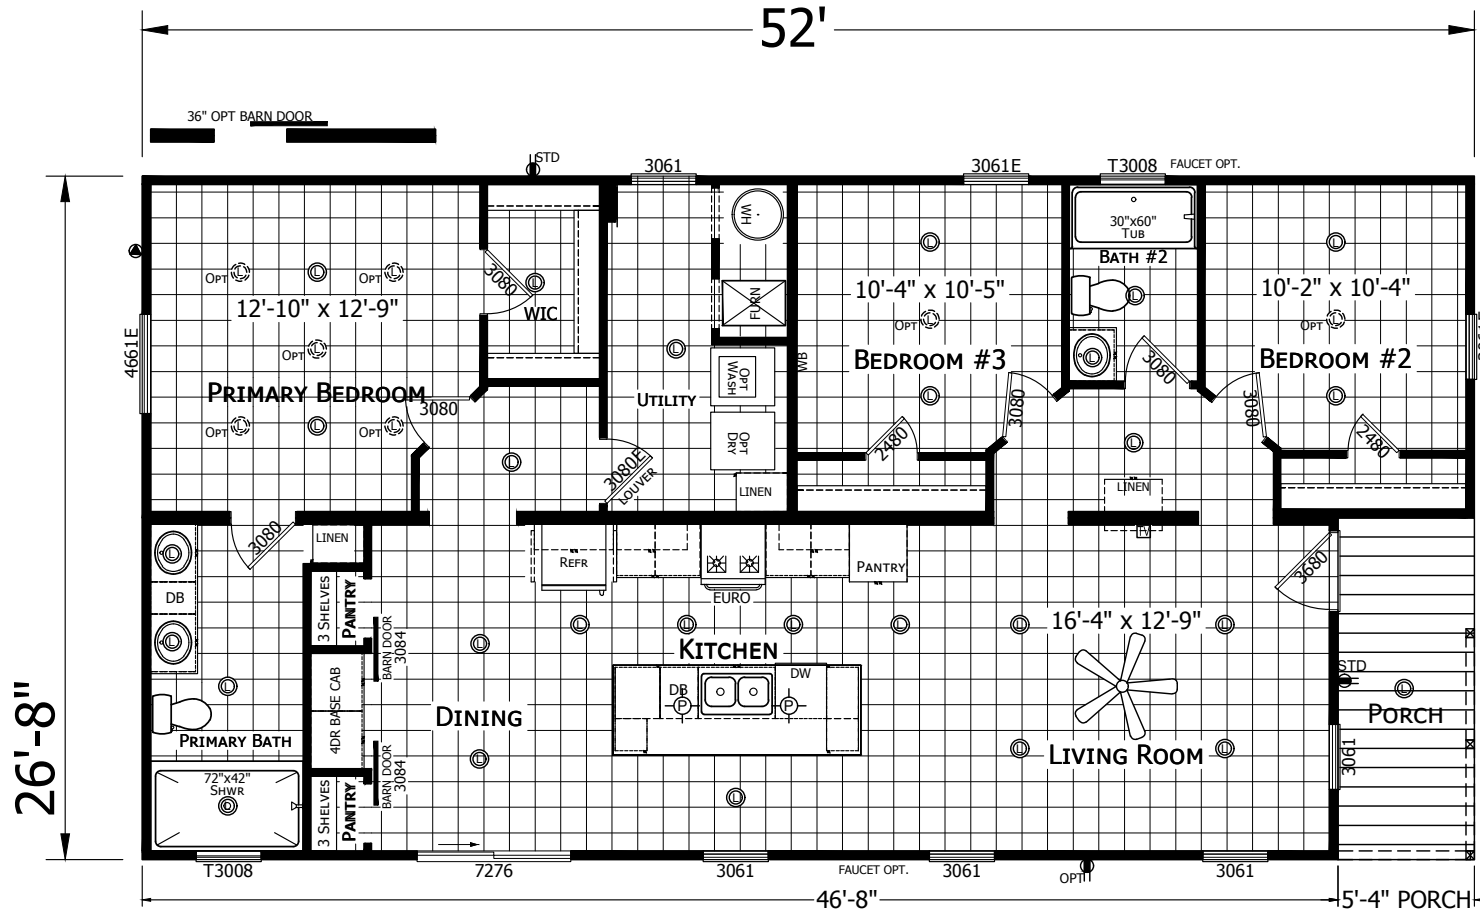 52'
36" OPT BARN DOOR
STD
3061
3061E
T3008
FAUCET OPT.
WH
30"x60"
TUB
BATH #2
OPT
OPT
3080
FURN
12'-10" x 12'-9"
WIC
10'-4" x 10'-5"
10'-2" x 10'-4"
OPT
OPT
4661E
OPT
WB
PRIMARY BEDROOM
OPT
WASH
BEDROOM #3
3080
BEDROOM #2
UTILITY
3080
OPT
OPT
OPT
DRY
3080
3080
2480
2480
3080E
LOUVER
LINEN
LINEN
3080
LINEN
REFR
EURO
PANTRY
TV
3680
DB
3 SHELVES
PANTRY
BARN DOOR
3084
KITCHEN
16'-4" x 12'-9"
STD
DB
DW
P
P
4DR BASE CAB
DINING
PORCH
PRIMARY BATH
LIVING ROOM
3061
26'-8"
72"x42"
SHWR
3 SHELVES
PANTRY
BARN DOOR
3084
T3008
7276
3061
FAUCET OPT.
3061
OPT
3061
46'-8"
5'-4" PORCH